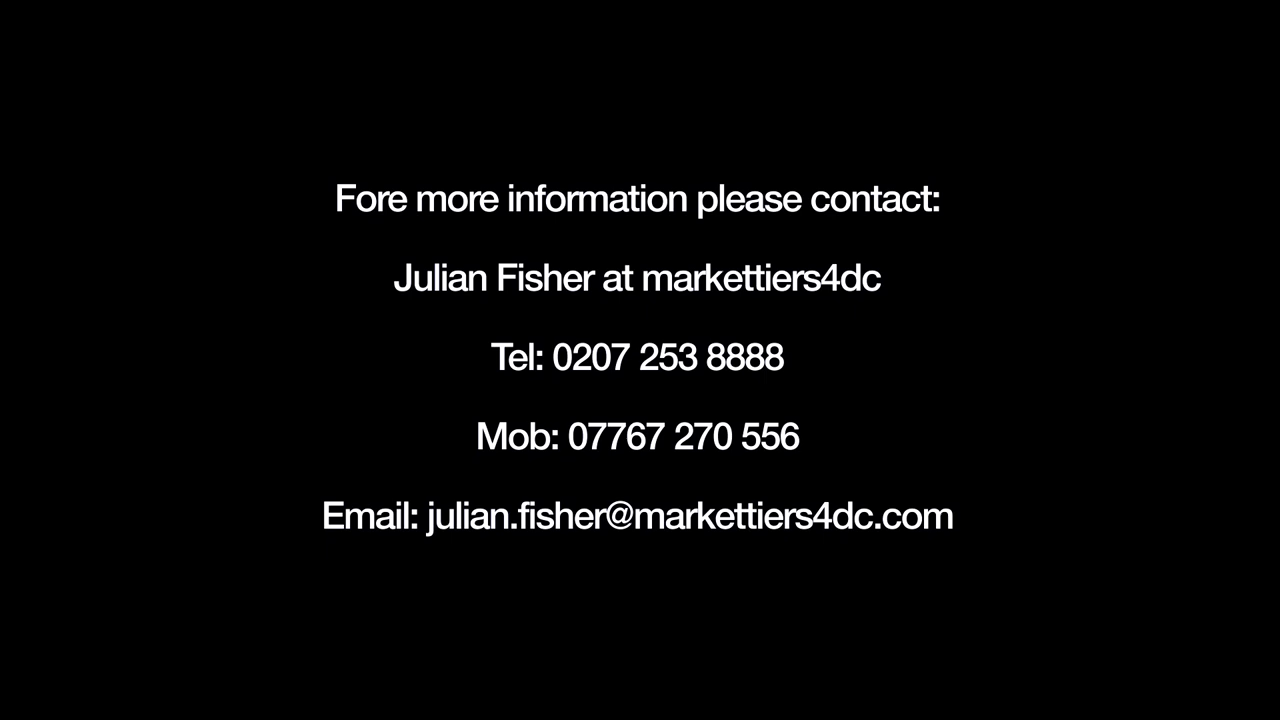 Fore more information please contact:
Julian Fisher at markettiers4dc
Tel: 0207 253 8888
Mob: 07767 270 556
Email: julian.fisher@markettiers4dc.com